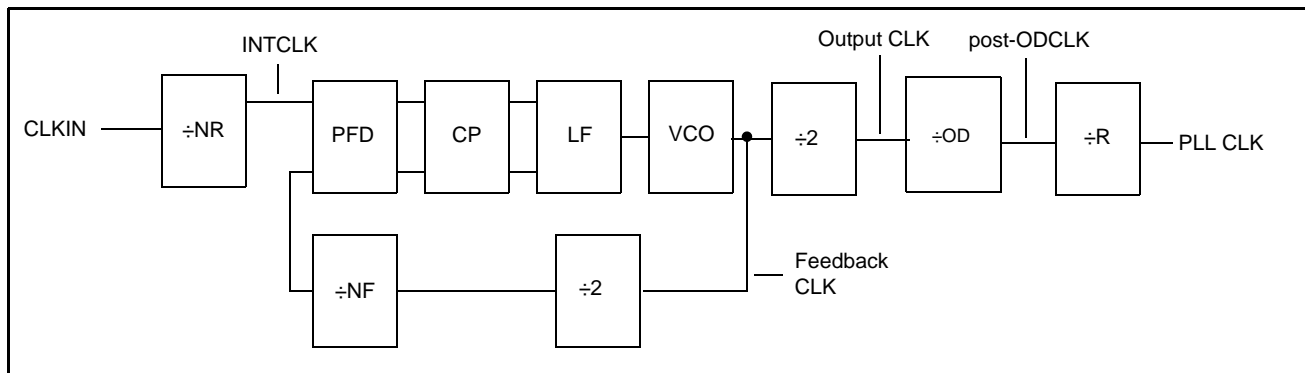 INTCLK
Output CLK
post-ODCLK
CLKIN
÷NR
PFD
CP
LF
VCO
÷2
÷OD
÷R
PLL CLK
÷NF
÷2
Feedback
CLK